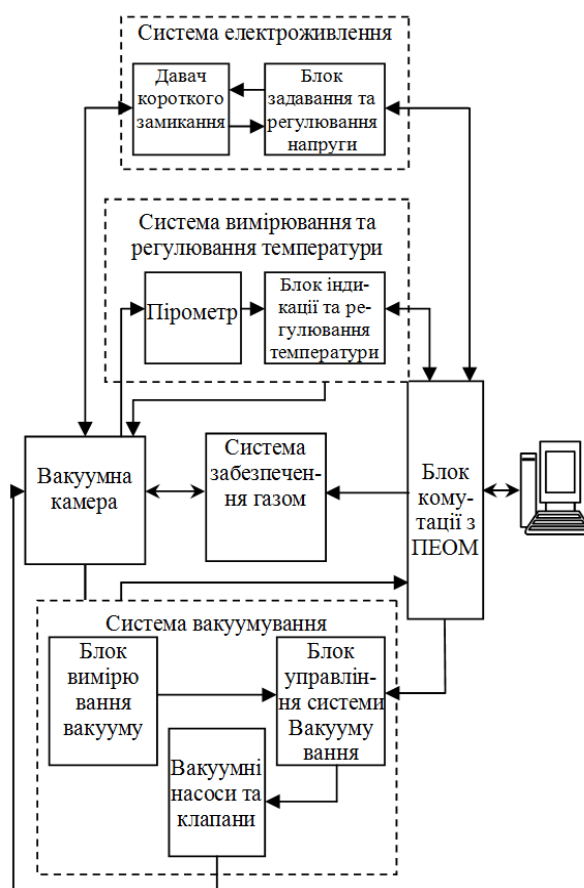 Система електроживлення
Давач
короткого
замикання
Блок
задавання та
регулювання
напруги
Система вимірювання та
регулювання температури
Пірометр
Блок інди-
кації та ре-
гулювання
температури
Вакуумна
камера
Система
забезпечен-
ня газом
Блок
кому-
тації з
ПЕОМ
Система вакуумування
Блок
вимірю
вання
вакууму
Блок
управлін-
ня системи
Вакууму
вання
Вакуумні
насоси та
клапани